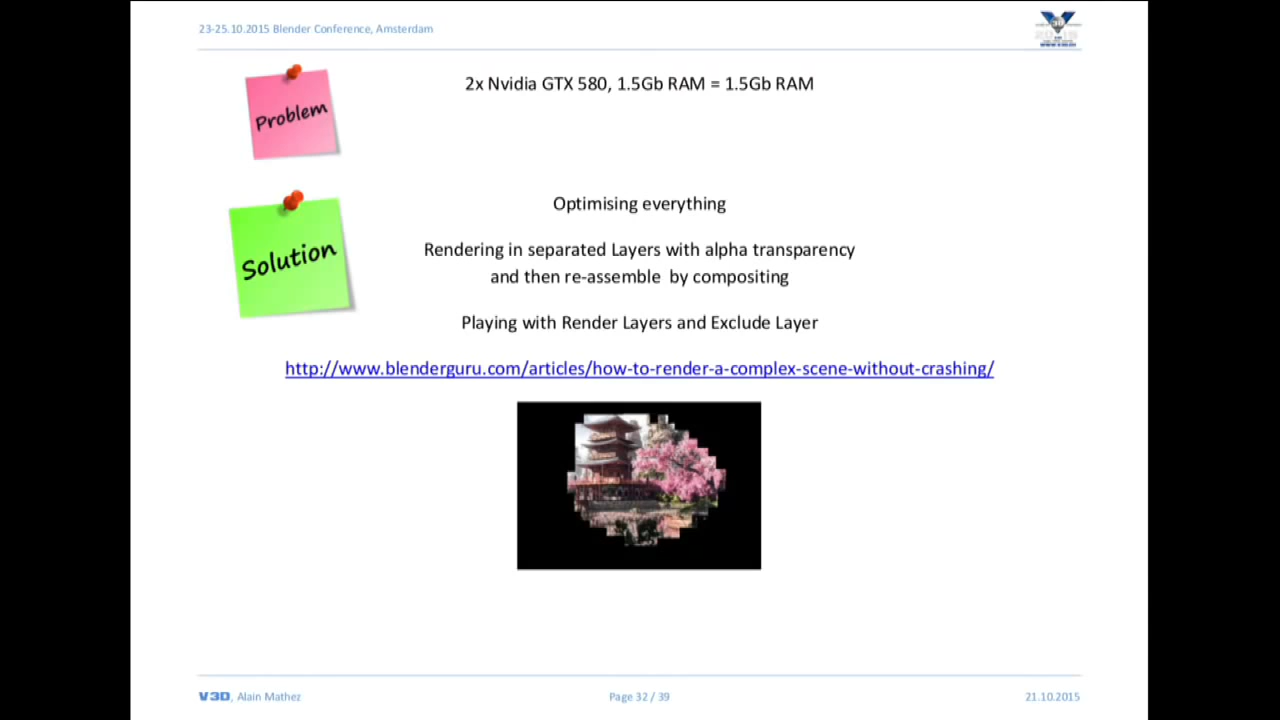 23-25.10.2015 Blender Conference, Amsterdam
Problem
2x Nvidia GTX 580, 1.5Gb RAM = 1.5Gb RAM
Solution
Optimising everything
Rendering in separated Layers with alpha transparency
and then re-assemble by compositing
Playing with Render Layers and Exclude Layer
http://www.blenderguru.com/articles/how-to-render-a-complex-scene-without-crashing/
V3D, Alain Mathez
Page 32 / 39
21.10.2015